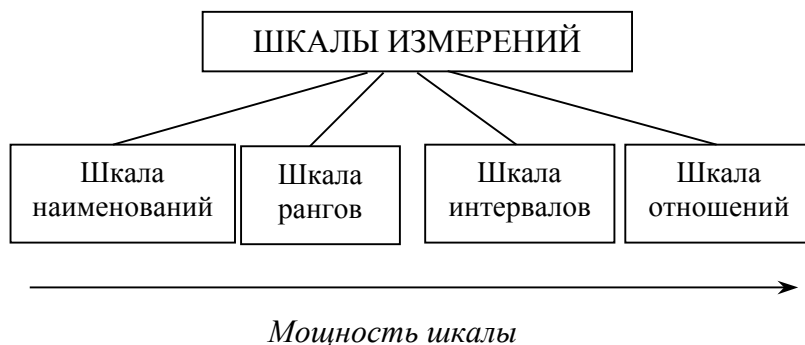 ШКАЛЫ ИЗМЕРЕНИЙ
Шкала
наименований
Шкала
рангов
Шкала
интервалов
Шкала
отношений
Мощность шкалы